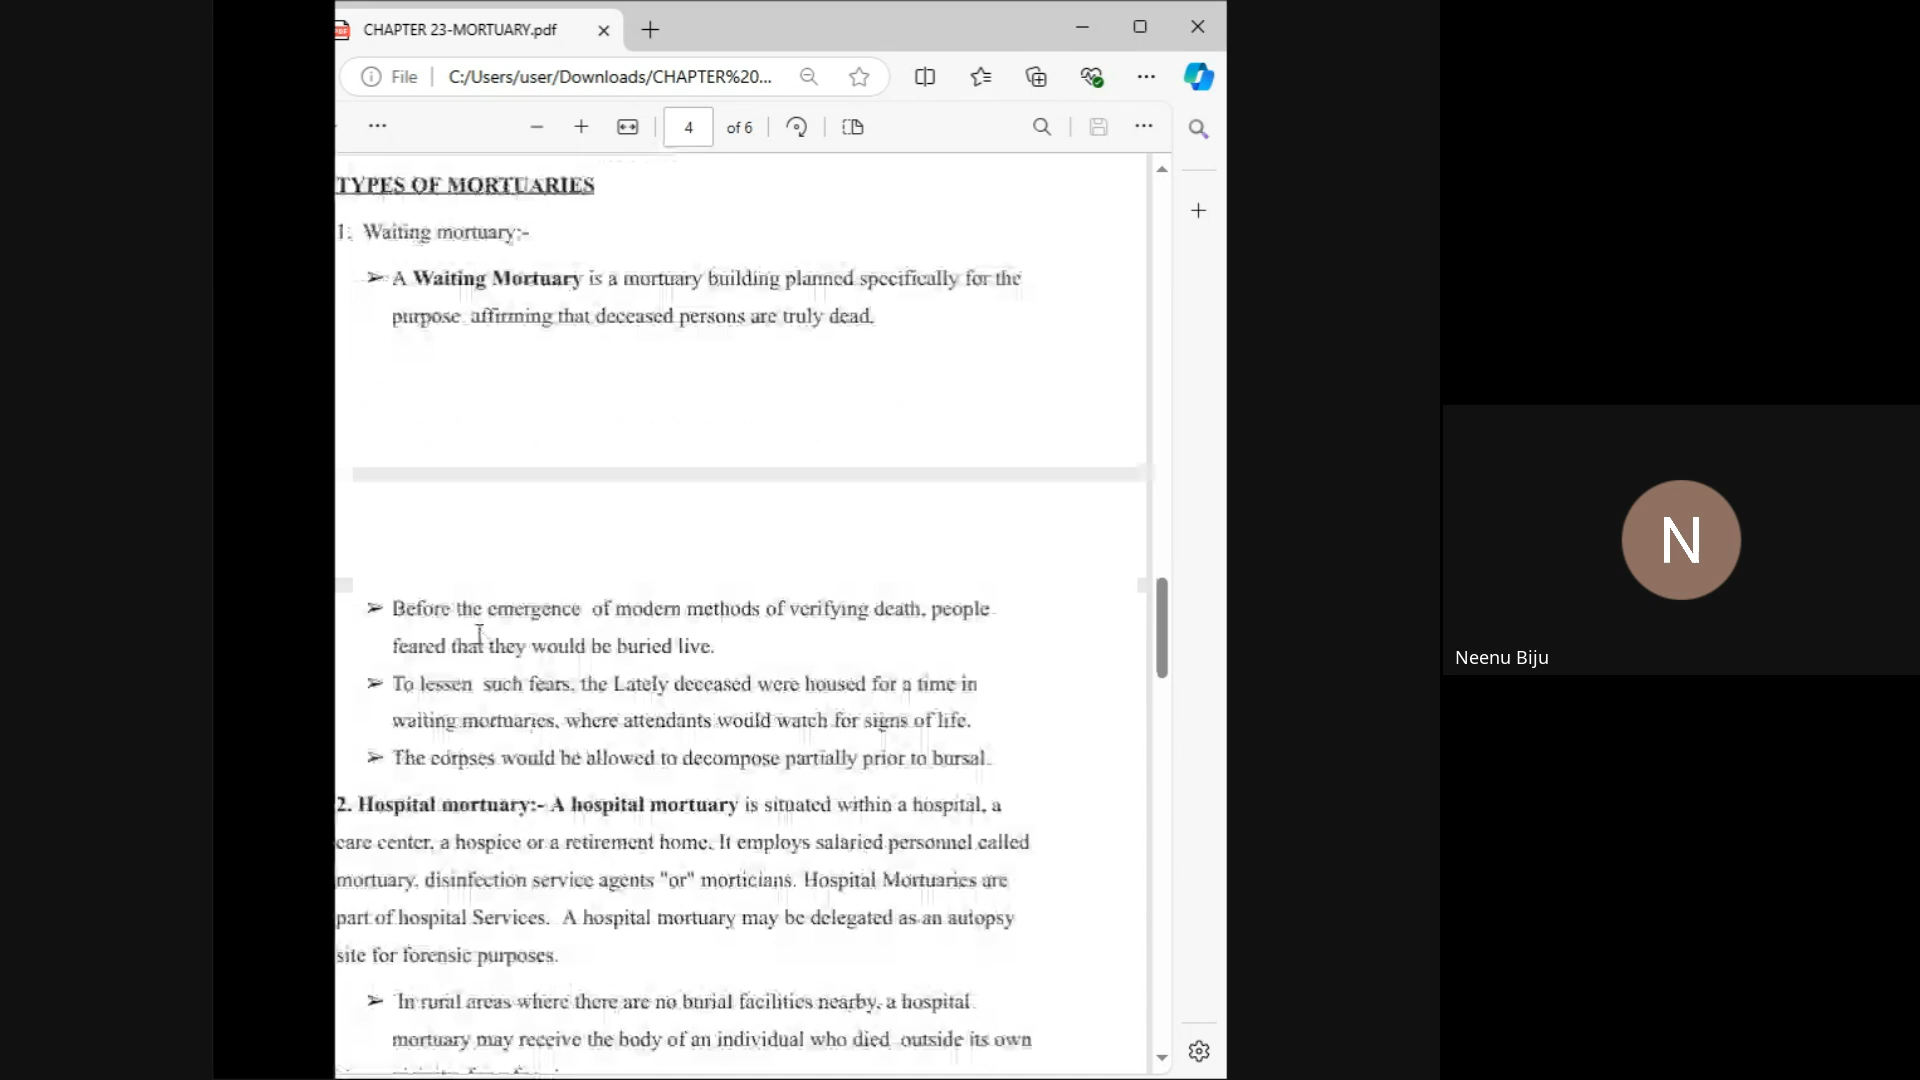 CHAPTER 23-MORTUARY.pdf
File
C:/Users/user/Downloads/CHAPTER%20...
4 of 6
TYPES OF MORTUARIES
1. Waiting mortuary:-
➢ A Waiting Mortuary is a mortuary building planned specifically for the
purpose affirming that deceased persons are truly dead.
➢ Before the emergence of modern methods of verifying death, people
feared that they would be buried live.
➢ To lessen such fears, the Lately deceased were housed for a time in
waiting mortuaries, where attendants would watch for signs of life.
➢ The corpses would be allowed to decompose partially prior to bursal.
2. Hospital mortuary:- A hospital mortuary is situated within a hospital, a
care center, a hospice or a retirement home. It employs salaried personnel called
mortuary, disinfection service agents "or" morticians. Hospital Mortuaries are
part of hospital Services. A hospital mortuary may be delegated as an autopsy
site for forensic purposes.
➢ In rural areas where there are no burial facilities nearby, a hospital
mortuary may receive the body of an individual who died outside its own
N
Neenu Biju